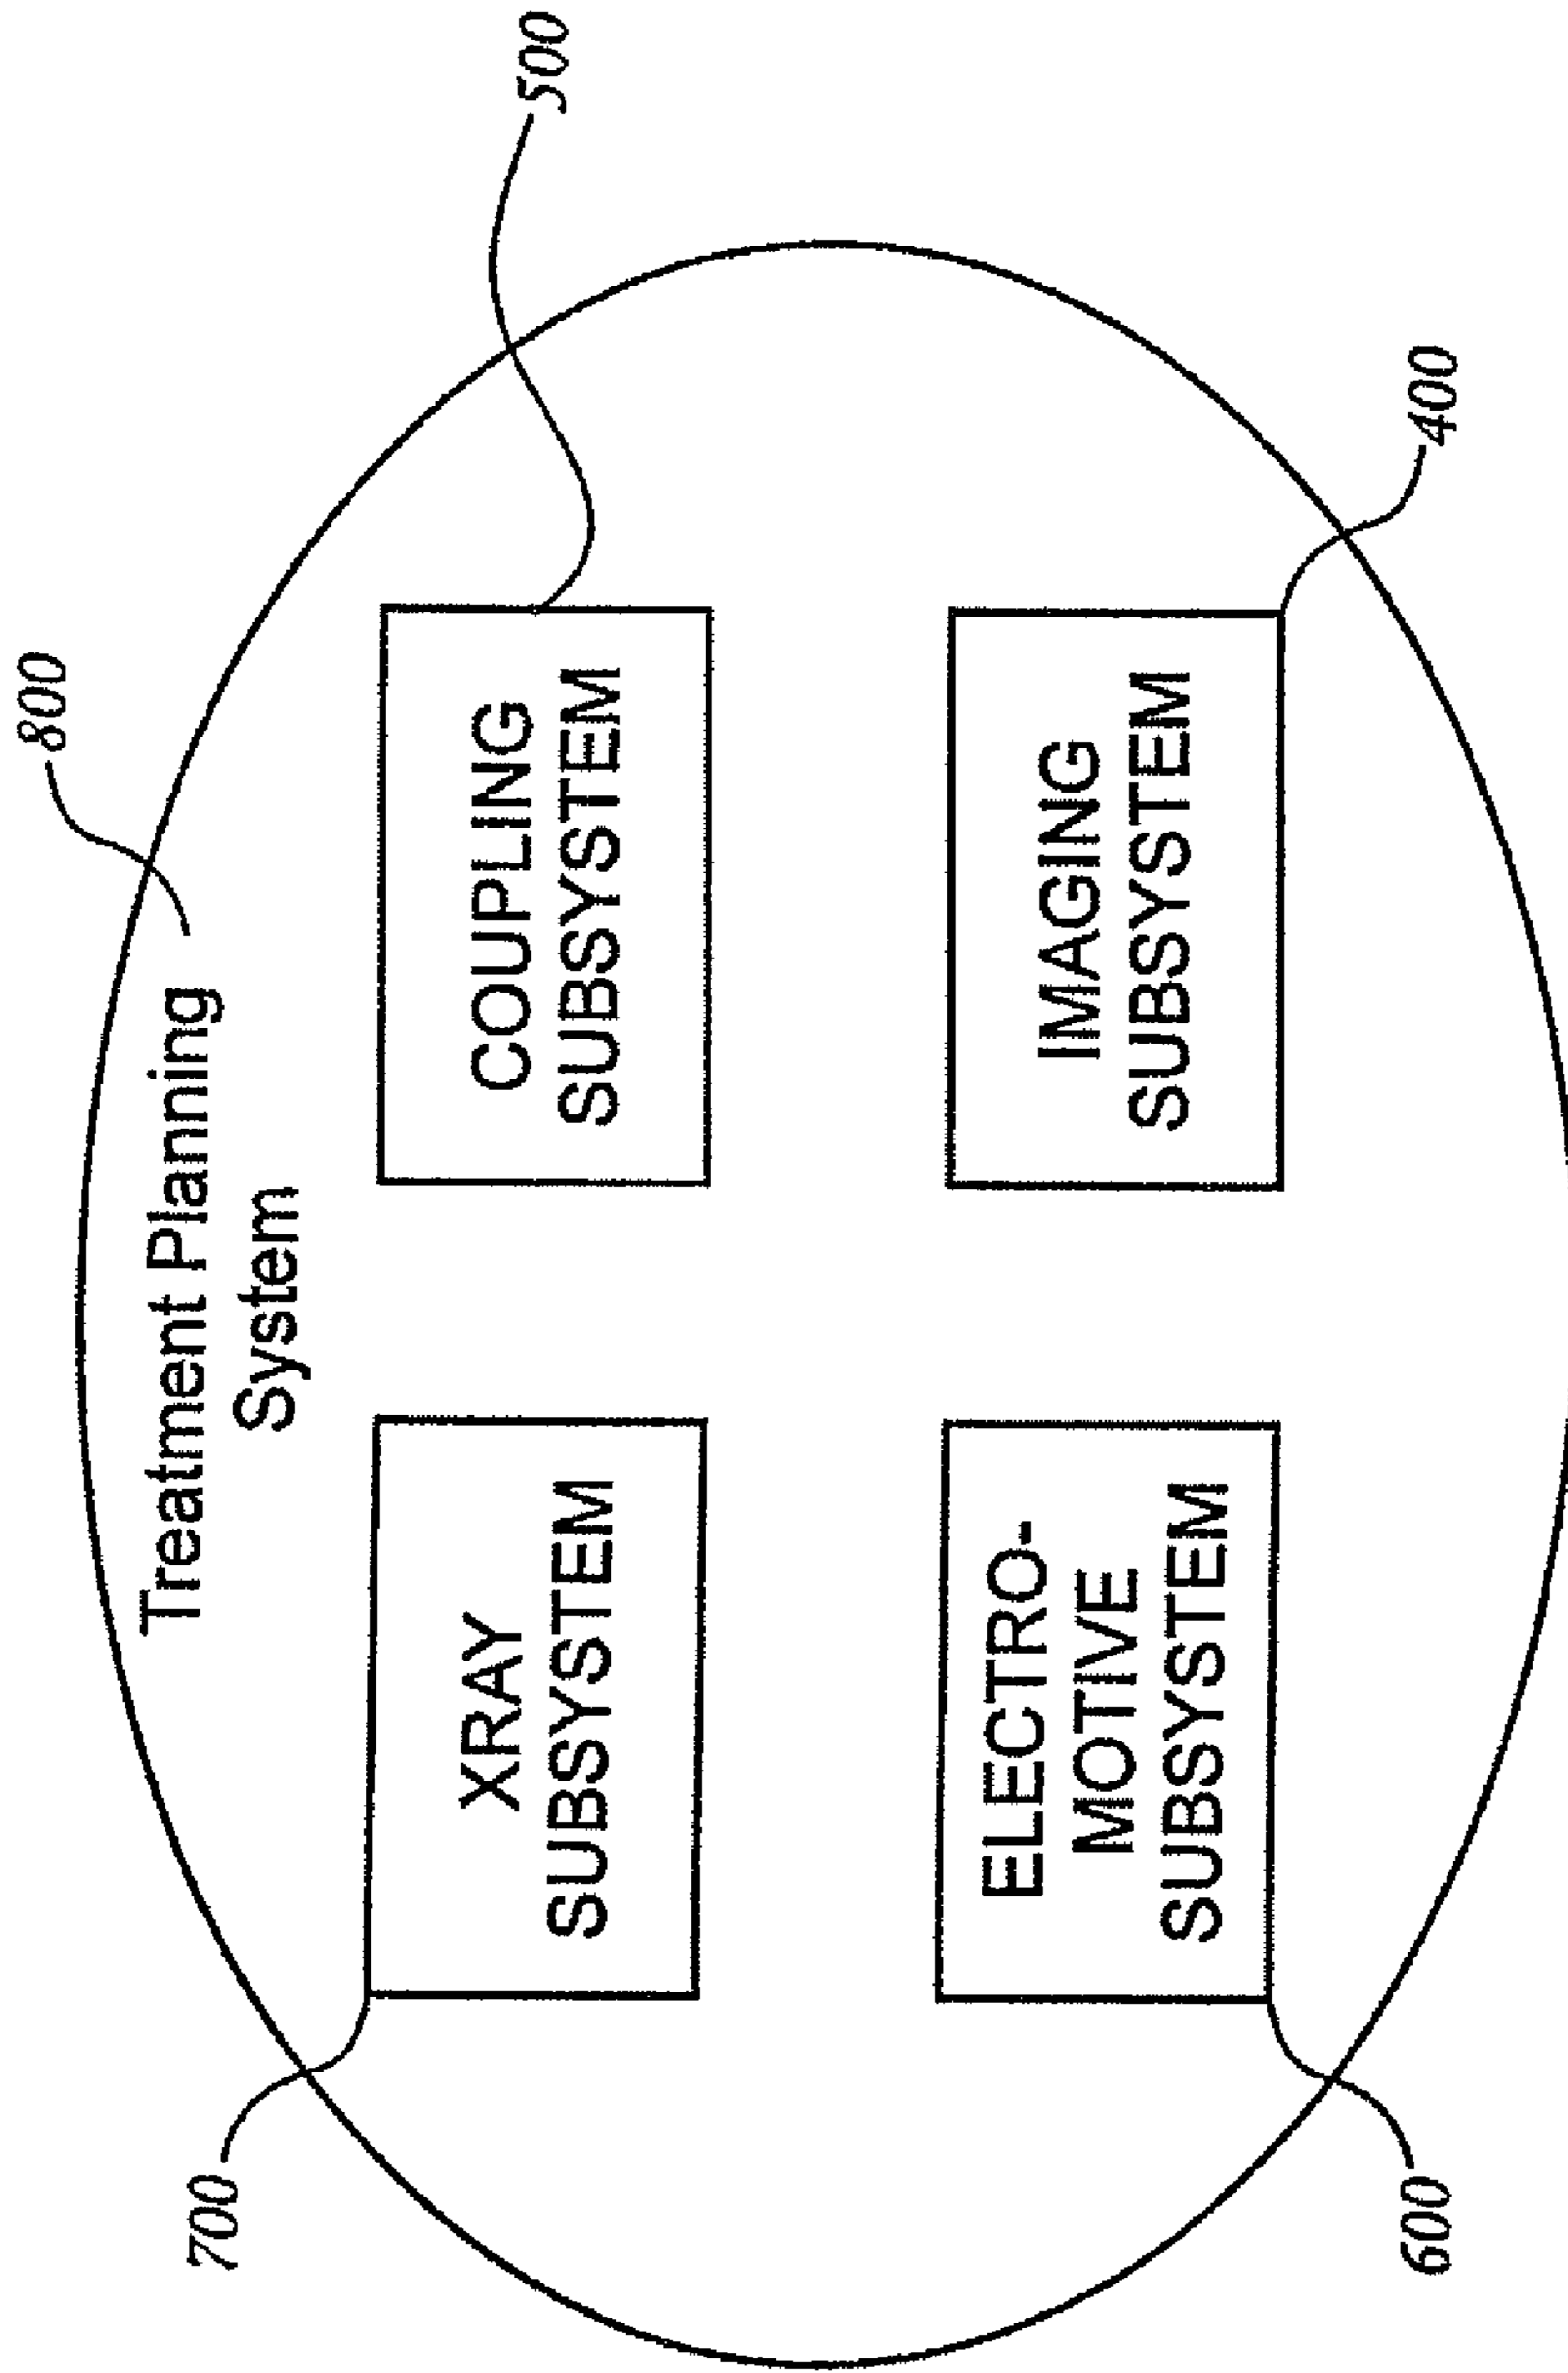 800
Treatment Planning
System
500
700
XRAY
SUBSYSTEM
COUPLING
SUBSYSTEM
ELECTRO-
MOTIVE
SUBSYSTEM
IMAGING
SUBSYSTEM
400
600